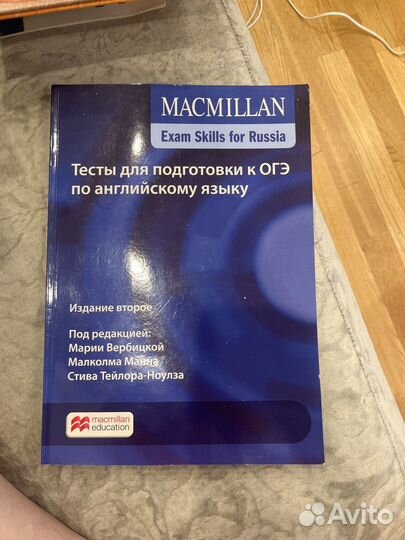 MACMILLAN
Exam Skills for Russia
Тесты для подготовки к ОГЭ
по английскому языку
Издание второе
Под редакцией:
Марии Вербицкой
Малколма Манна
Стива Тейлора-Ноулза
macmillan
education
Avito